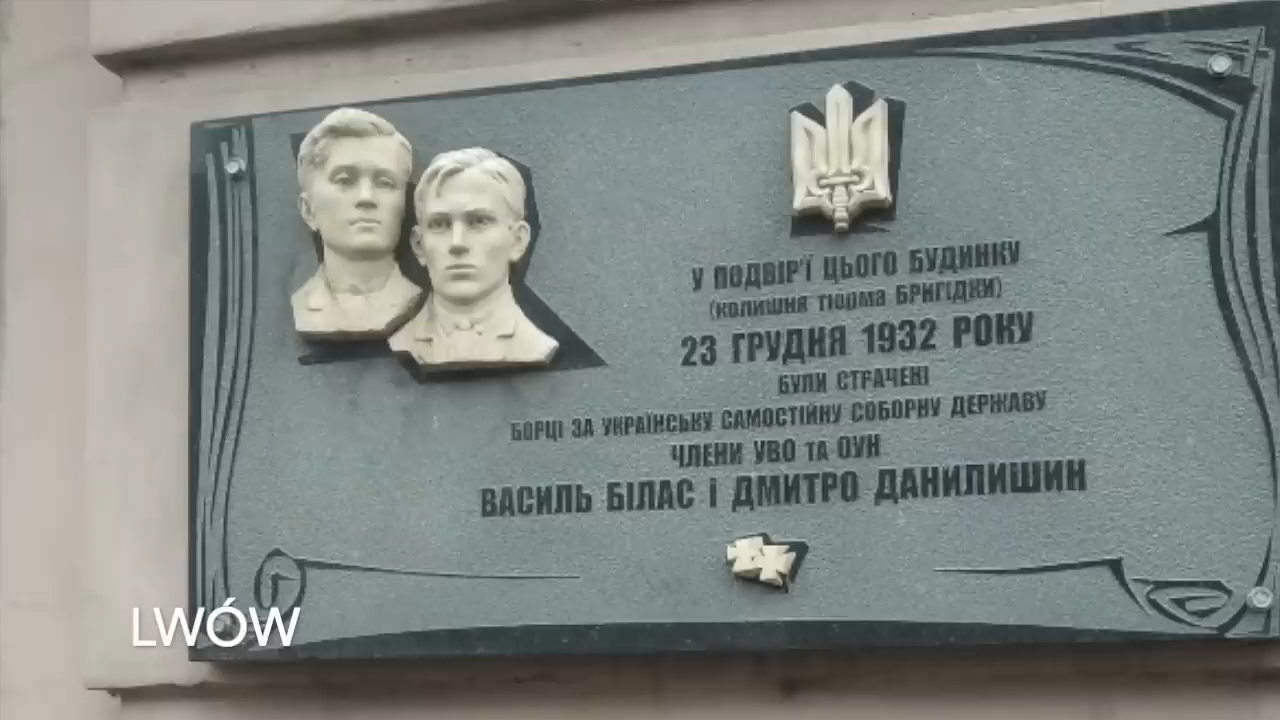 У ПОДВІР'Ї ЦЬОГО БУДИНКУ
(колишня тюрма БРИГІДКИ)
23 ГРУДНЯ 1932 РОКУ
БУЛИ СТРАЧЕНІ
БОРЦІ ЗА УКРАЇНСЬКУ САМОСТІЙНУ СОБОРНУ ДЕРЖАВУ
ЧЛЕНИ УВО ТА ОУН
ВАСИЛЬ БІЛАС І ДМИТРО ДАНИЛИШИН
LWÓW